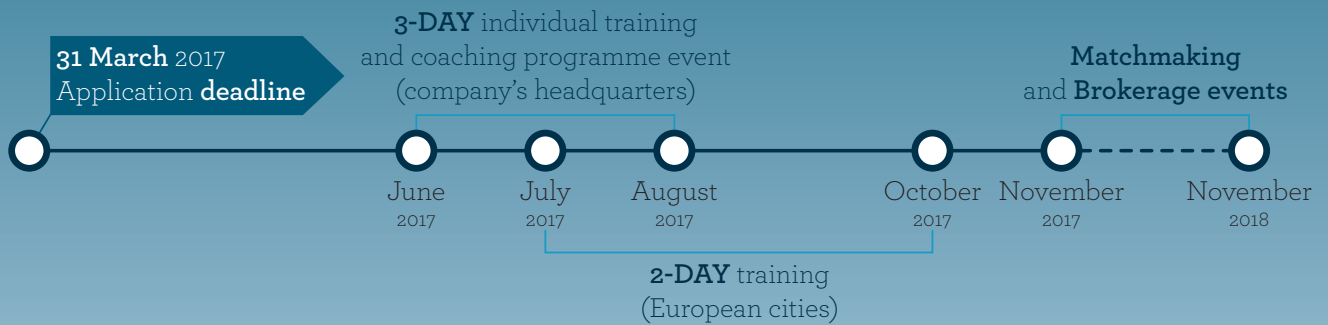 31 March 2017
Application deadline
3-DAY individual training
and coaching programme event
(company's headquarters)
Matchmaking
and Brokerage events
June
2017
July
2017
August
2017
October
2017
November
2017
November
2018
2-DAY training
(European cities)